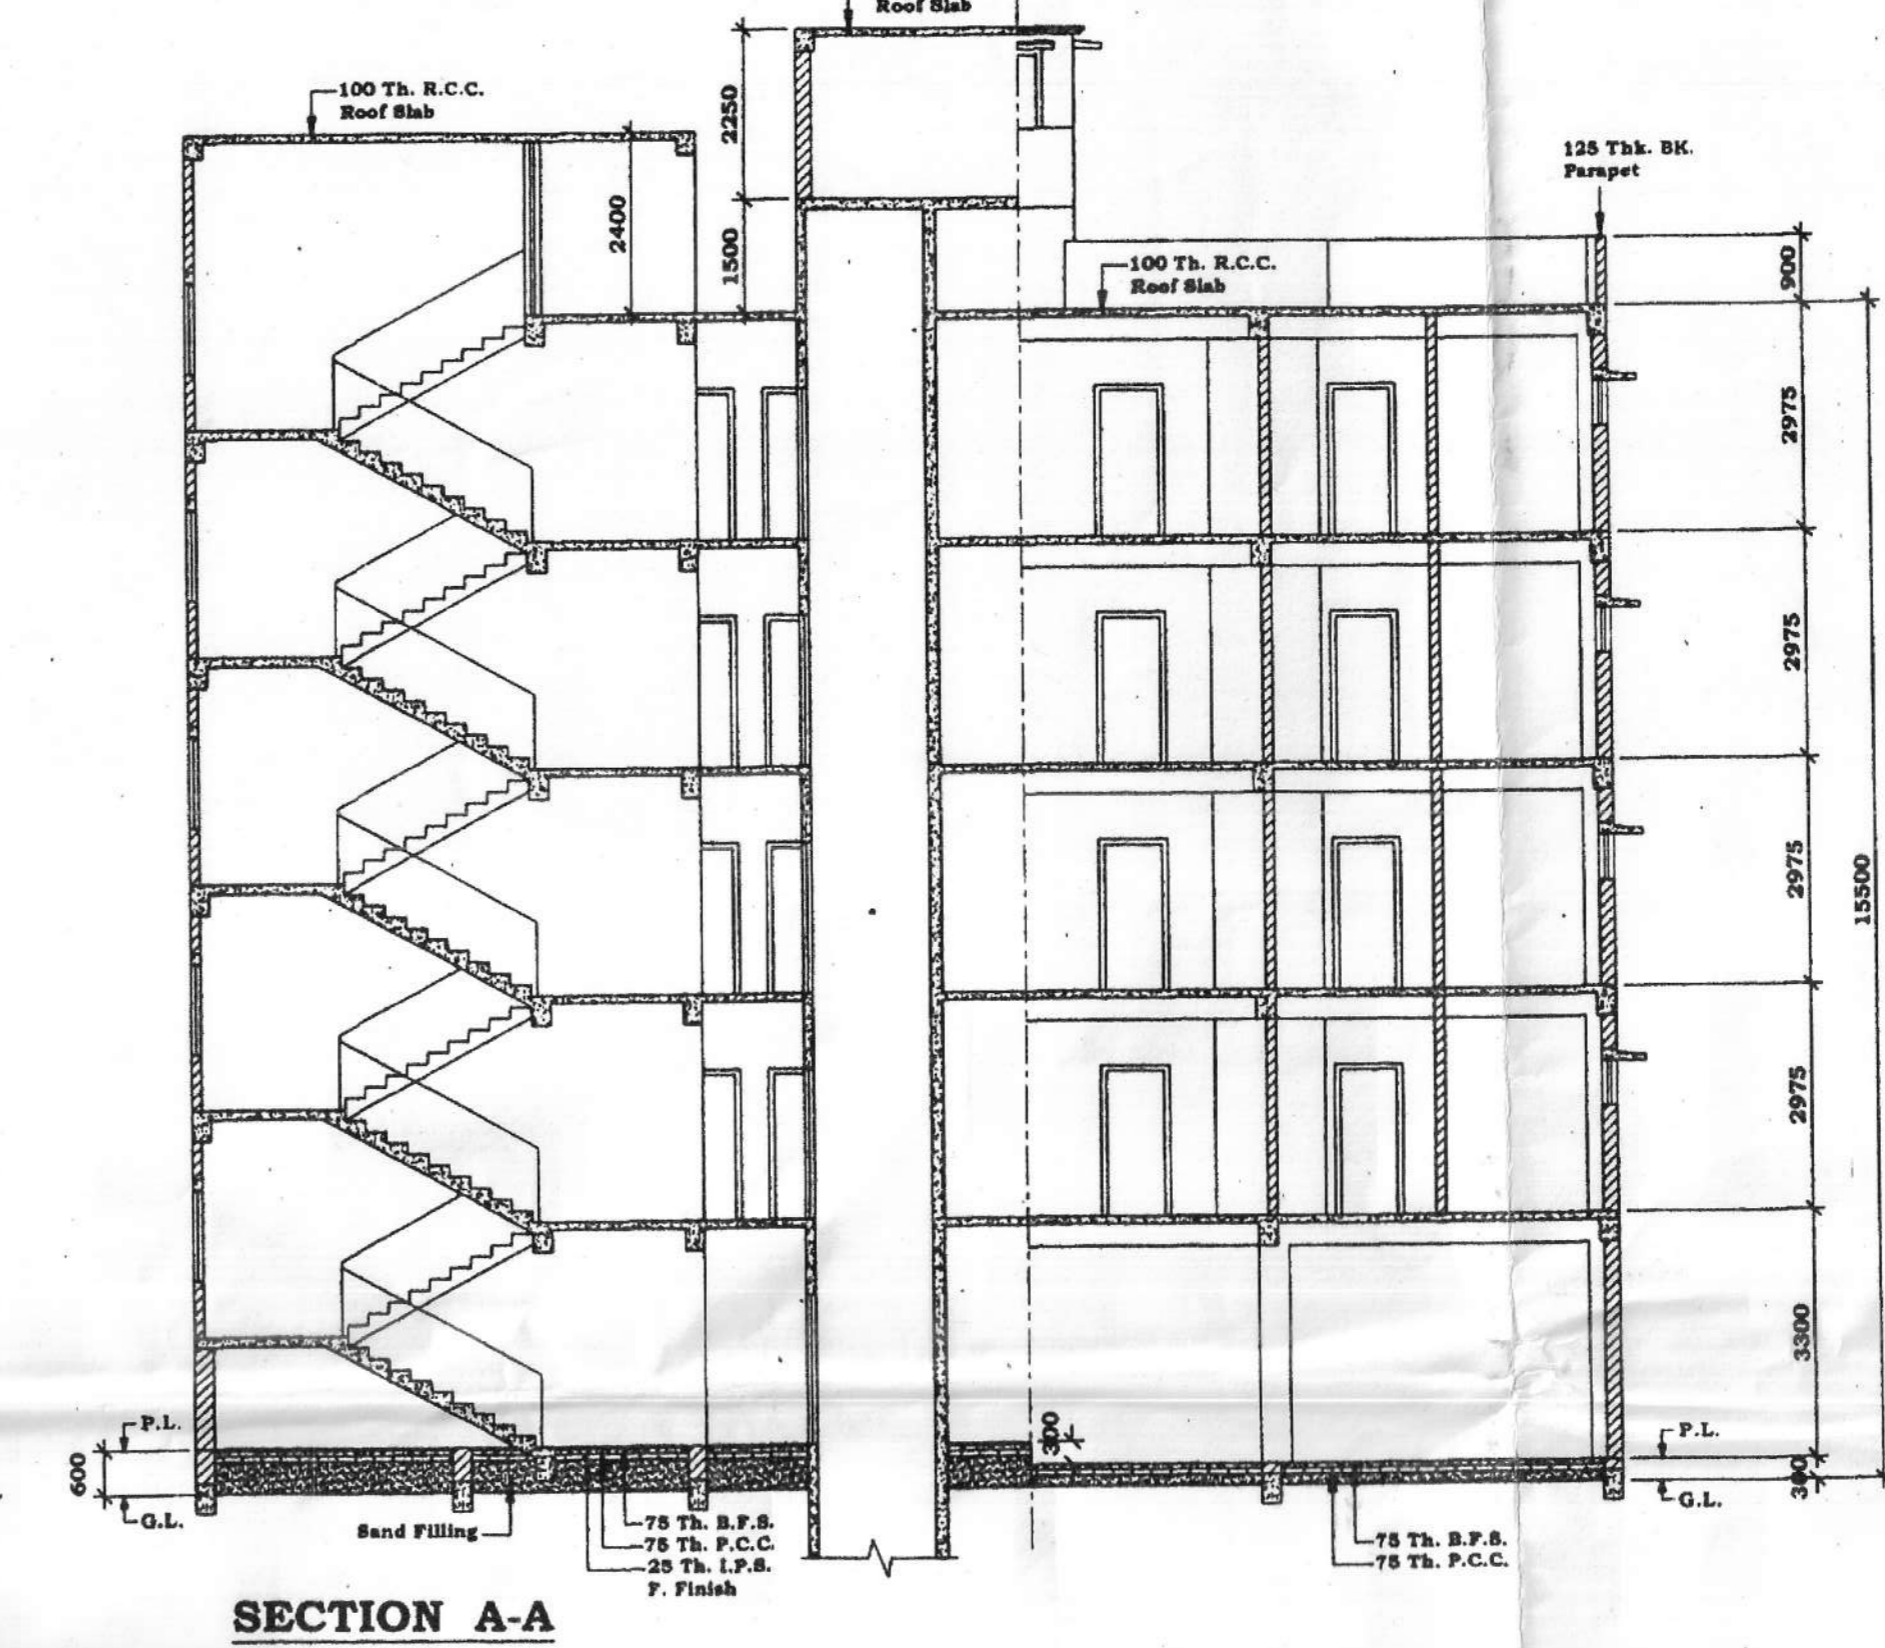 Roof Slab
100 Th. R.C.C.
Roof Slab
2250
2400
1500
125 Thk. BK.
Parapet
100 Th. R.C.C.
Roof Slab
900
2975
2975
2975
2975
15500
3300
300
P.L.
600
G.L.
Sand Filling
75 Th. B.F.S.
75 Th. P.C.C.
25 Th. I.P.S.
F. Finish
300
P.L.
G.L.
75 Th. B.F.S.
75 Th. P.C.C.
SECTION A-A